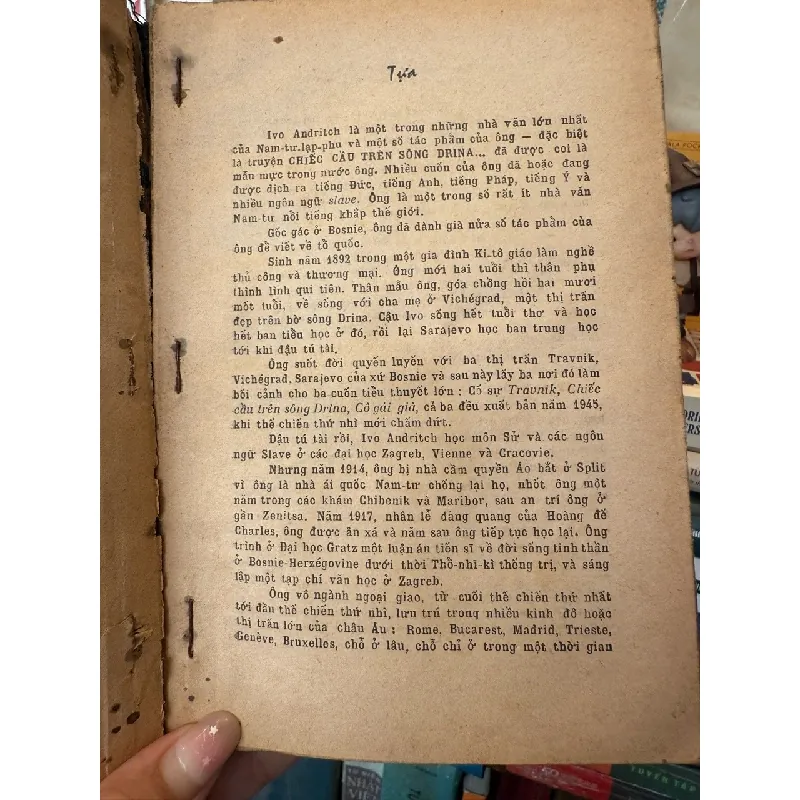 Tựa
Ivo Andritch là một trong những nhà văn lớn nhất
của Nam-tư-lạp-phu và một số tác phẩm của ông — đặc biệt
là truyện CHIẾC CẦU TRÊN SÔNG DRINA... đã được coi là
mẫu mực trong nước ông. Nhiều cuốn của ông đã hoặc đang
được dịch ra tiếng Đức, tiếng Anh, tiếng Pháp, tiếng Ý và
nhiều ngôn ngữ slave. Ông là một trong số rất ít nhà văn
Nam-tư nổi tiếng khắp thế giới.
Gốc gác ở Bosnie, ông đã dành già nửa số tác phẩm của
ông để viết về tổ quốc.
Sinh năm 1892 trong một gia đình Ki-tô giáo làm nghề
thủ công và thương mại. Ông mới hai tuổi thì thân phụ
thình lình qui tiên. Thân mẫu ông, góa chồng hồi hai mươi
mốt tuổi, về sống với cha mẹ ở Vichégrad, một thị trấn
đẹp trên bờ sông Drina. Cậu Ivo sống hết tuổi thơ và học
hết ban tiểu học ở đó, rồi lại Sarajevo học ban trung học
tới khi đậu tú tài.
Ông suốt đời quyến luyến với ba thị trấn Travnik,
Vichégrad, Sarajevo của xứ Bosnie và sau này lấy ba nơi đó làm
bối cảnh cho ba cuốn tiểu thuyết lớn : Cố sự Travnik, Chiếc
cầu trên sông Drina, Cô gái già, cả ba đều xuất bản năm 1945,
khi thế chiến thứ nhì mới chấm dứt.
Dậu tú tài rồi, Ivo Andritch học môn Sử và các ngôn
ngữ Slave ở các đại học Zagreb, Vienne và Cracovie.
Nhưng năm 1914, ông bị nhà cầm quyền Áo bắt ở Split
vì ông là nhà ái quốc Nam-tư chống lại họ, nhốt ông một
năm trong các khám Chibenik và Maribor, sau an trí ông ở
gần Zenitsa. Năm 1917, nhân lễ đăng quang của Hoàng đế
Charles, ông được ân xá và năm sau ông tiếp tục học lại. Ông
trình ở Đại học Gratz một luận án tiến sĩ về đời sống tinh thần
ở Bosnie-Herzégovine dưới thời Thổ-nhĩ-kì thống trị, và sáng
lập một tạp chí văn học ở Zagreb.
Ông vô ngành ngoại giao, từ cuối thế chiến thứ nhất
tới đầu thế chiến thứ nhì, lưu trú trong nhiều kinh đô hoặc
thị trấn lớn của châu Âu : Rome, Bucarest, Madrid, Trieste,
Genève, Bruxelles, chỗ ở lâu, chỗ chỉ ở trong một thời gian
TUYỂN TẬP